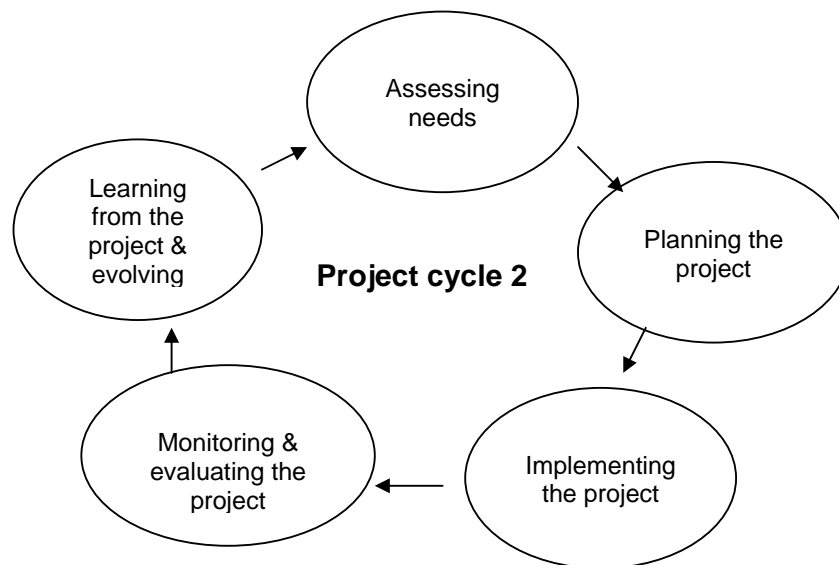 Assessing
needs
Planning the
project
Implementing
the project
Monitoring &
evaluating the
project
Learning
from the
project &
evolving
Project cycle 2